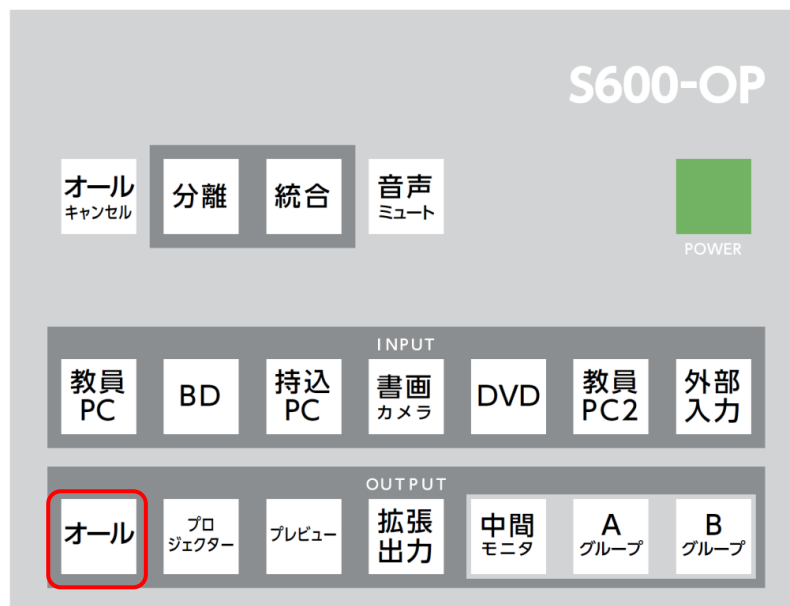 S600-OP
オール
キャンセル
分離
統合
音声
ミュート
POWER
INPUT
教員
PC
BD
持込
PC
書画
カメラ
DVD
教員
PC2
外部
入力
OUTPUT
オール
プロ
ジェクター
プレビュー
拡張
出力
中間
モニタ
A
グループ
B
グループ